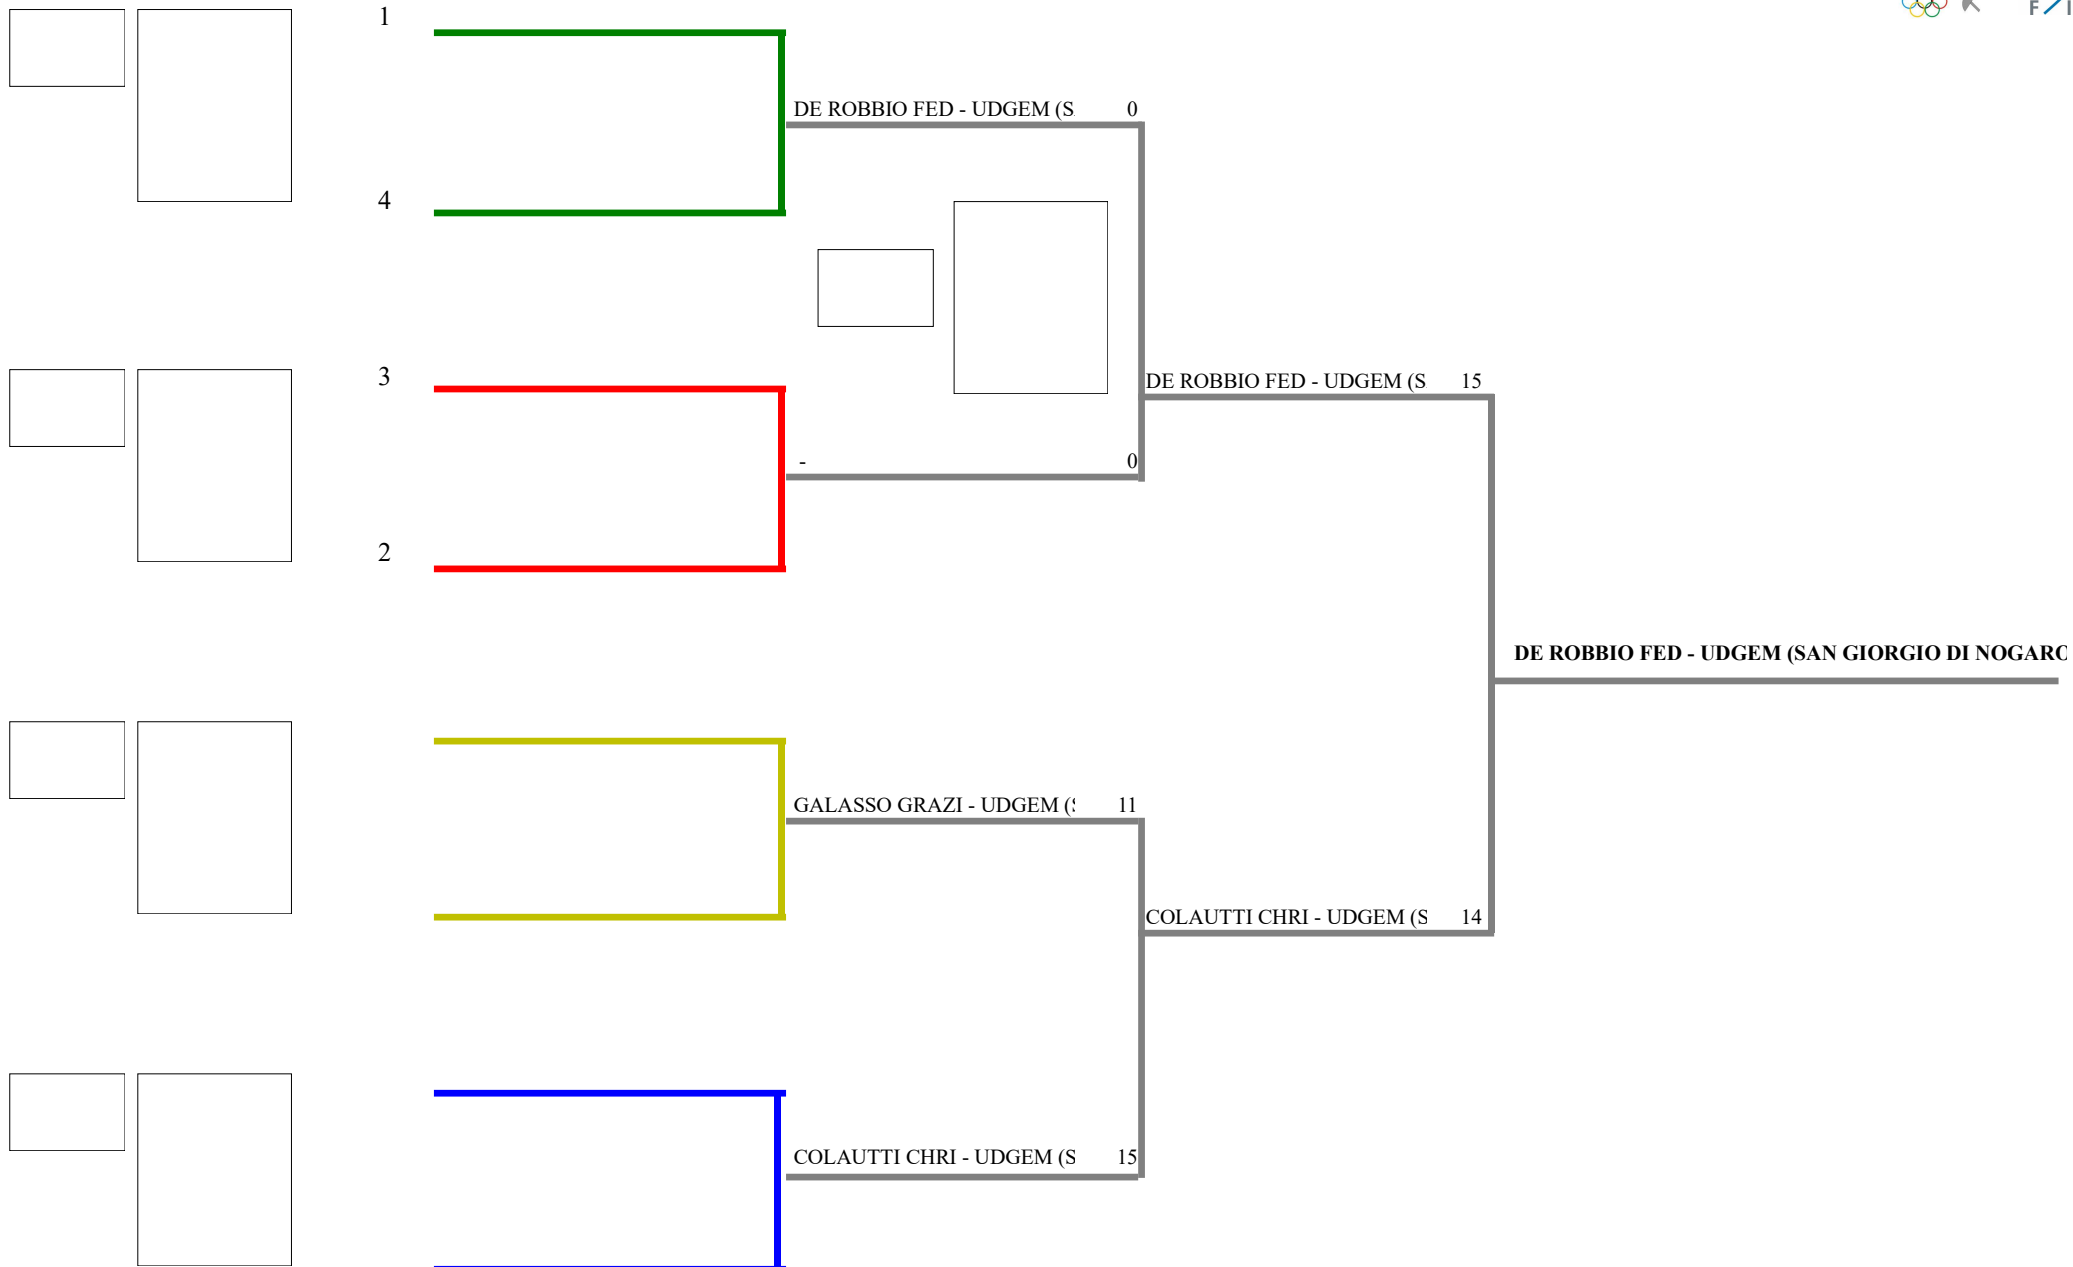 F I
1
DE ROBBIO FED - UDGEM (S 0
4
3
DE ROBBIO FED - UDGEM (S 15
- 0
2
DE ROBBIO FED - UDGEM (SAN GIORGIO DI NOGARO
GALASSO GRAZI - UDGEM ( 11
COLAUTTI CHRI - UDGEM (S 14
COLAUTTI CHRI - UDGEM (S 15